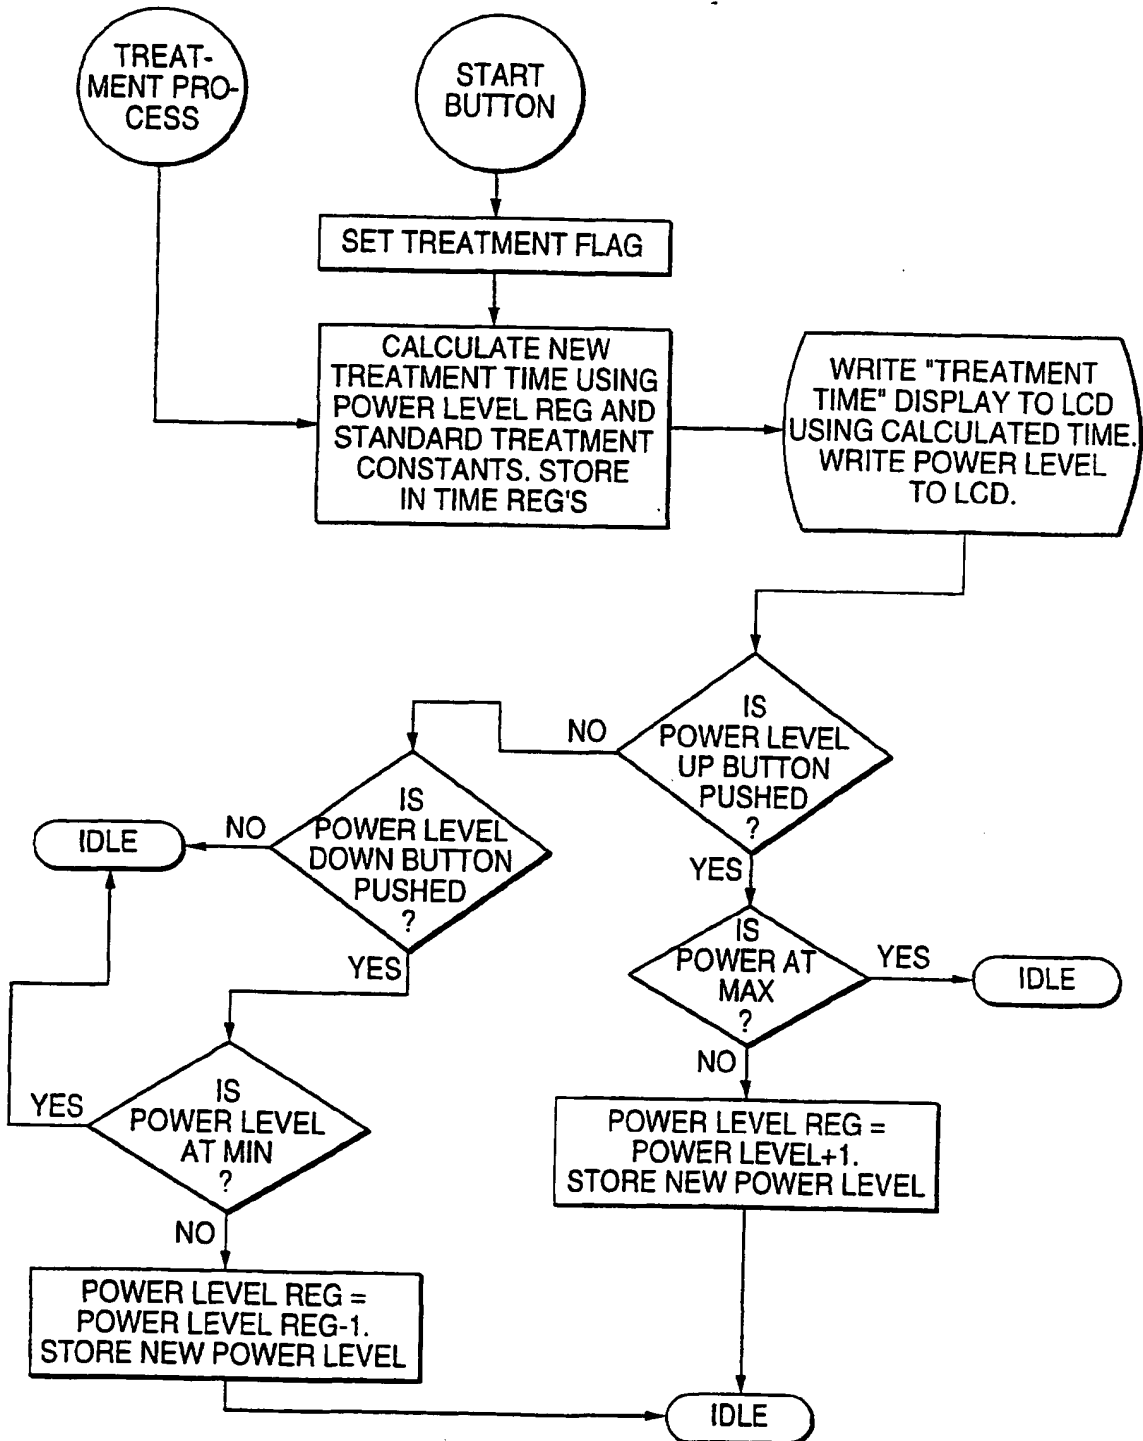 TREAT-
MENT PRO-
CESS
START
BUTTON
SET TREATMENT FLAG
CALCULATE NEW
TREATMENT TIME USING
POWER LEVEL REG AND
STANDARD TREATMENT
CONSTANTS. STORE
IN TIME REG'S
WRITE "TREATMENT
TIME" DISPLAY TO LCD
USING CALCULATED TIME.
WRITE POWER LEVEL
TO LCD.
IS
POWER LEVEL
UP BUTTON
PUSHED
?
NO
YES
IS
POWER LEVEL
DOWN BUTTON
PUSHED
?
NO
IDLE
YES
IS
POWER AT
MAX
?
YES
IDLE
NO
IS
POWER LEVEL
AT MIN
?
YES
NO
POWER LEVEL REG =
POWER LEVEL+1.
STORE NEW POWER LEVEL
POWER LEVEL REG =
POWER LEVEL REG-1.
STORE NEW POWER LEVEL
IDLE